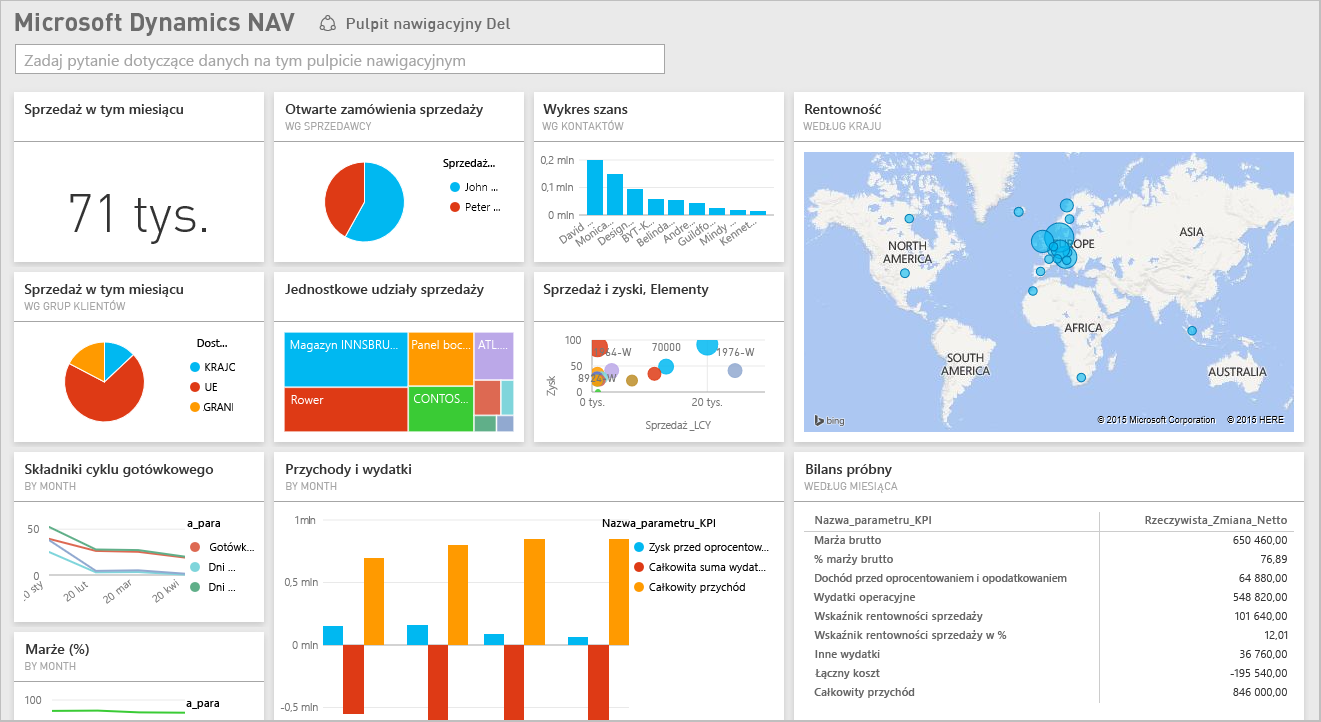 Microsoft Dynamics NAV
Pulpit nawigacyjny Del
Zadaj pytanie dotyczące danych na tym pulpicie nawigacyjnym
Sprzedaż w tym miesiącu
71 tys.
Otwarte zamówienia sprzedaży
WG SPRZEDAWCY
Sprzedaż...
John ...
Peter ...
Wykres szans
WG KONTAKTÓW
0,2 mln
0,1 mln
0 mln
David ...
Monica...
Design...
BYT-K...
Belinda...
Andre...
Guildfo...
Mindy ...
Kennet...
Rentowność
WEDŁUG KRAJU
NORTH
AMERICA
ROPE
ASIA
AFRICA
SOUTH
AMERICA
AUSTRALIA
bing
© 2015 Microsoft Corporation © 2015 HERE
Sprzedaż w tym miesiącu
WG GRUP KLIENTÓW
Dost...
KRAJC
UE
GRANI
Jednostkowe udziały sprzedaży
Magazyn INNSBRU...
Panel boc...
ATL...
Rower
CONTOS...
Sprzedaż i zyski, Elementy
Zysk
100
50
0
1964-W
70000
1976-W
8924-W
0 tys.
20 tys.
Sprzedaż _LCY
Składniki cyklu gotówkowego
BY MONTH
50
0
20 lut
20 mar
20 kwi
a_para
Gotówk...
Dni ...
Dni ...
Przychody i wydatki
BY MONTH
1mln
0,5 mln
0 mln
-0,5 mln
Nazwa_parametru_KPI
Zysk przed oprocentow...
Całkowita suma wydat...
Całkowity przychód
Bilans próbny
WEDŁUG MIESIĄCA
Nazwa_parametru_KPI Rzeczywista_Zmiana_Netto
Marża brutto 650 460,00
% marży brutto 76,89
Dochód przed oprocentowaniem i opodatkowaniem 64 880,00
Wydatki operacyjne 548 820,00
Wskaźnik rentowności sprzedaży 101 640,00
Wskaźnik rentowności sprzedaży w % 12,01
Inne wydatki 36 760,00
Łączny koszt -195 540,00
Całkowity przychód 846 000,00
Marże (%)
BY MONTH
100
a_para